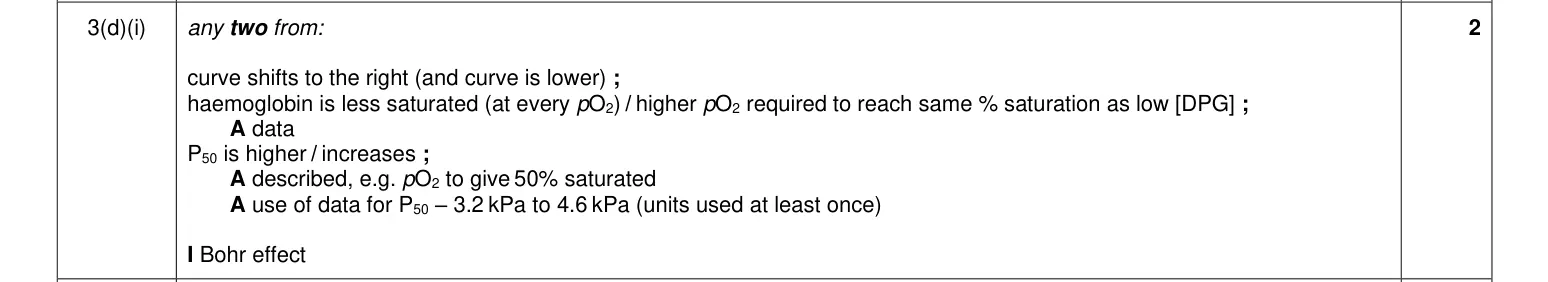 3(d)(i) any two from: 2
curve shifts to the right (and curve is lower) ;
haemoglobin is less saturated (at every pO₂) / higher pO₂ required to reach same % saturation as low [DPG] ;
A data
P₅₀ is higher / increases ;
A described, e.g. pO₂ to give 50% saturated
A use of data for P₅₀ – 3.2 kPa to 4.6 kPa (units used at least once)
I Bohr effect